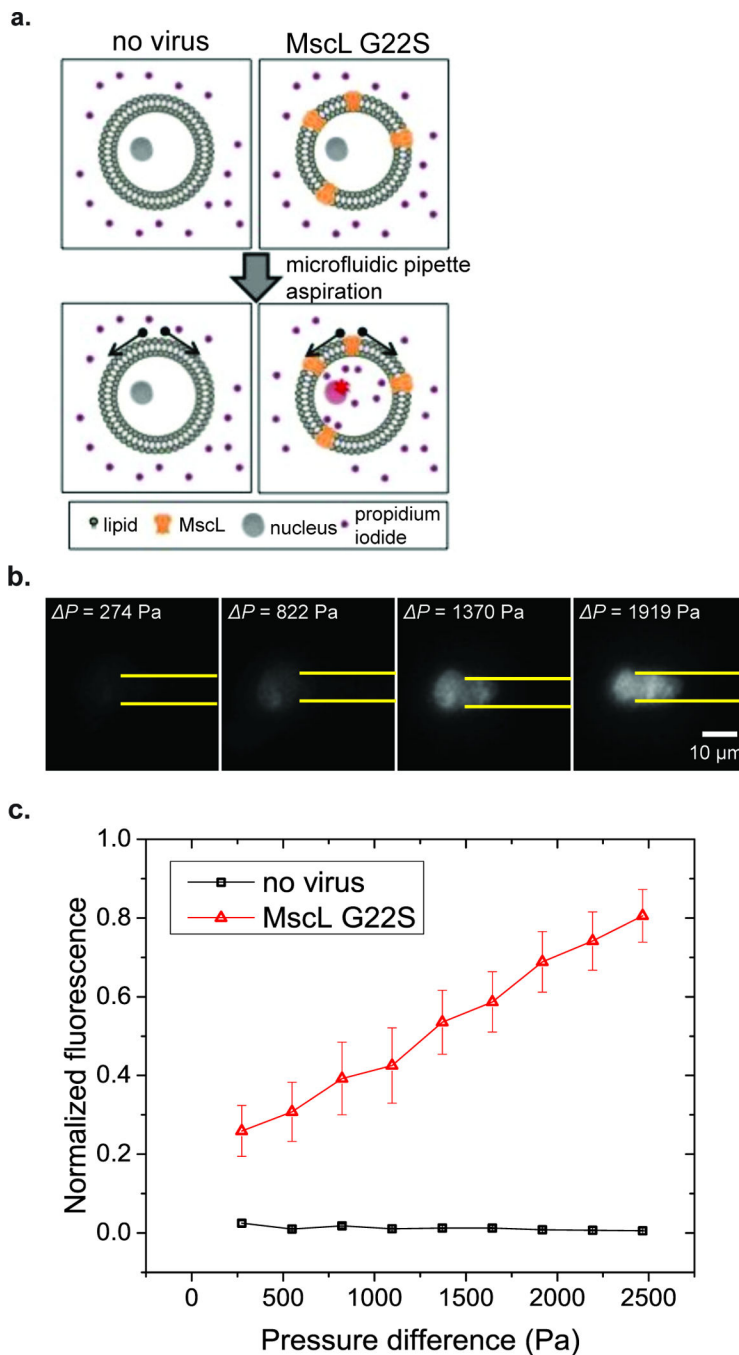 a.
no virus MscL G22S
microfluidic pipette
aspiration
lipid MscL nucleus propidium
iodide
b.
ΔP = 274 Pa ΔP = 822 Pa ΔP = 1370 Pa ΔP = 1919 Pa
10 µm
c.
1.0
0.8
0.6
0.4
0.2
0.0
Normalized fluorescence
no virus
MscL G22S
0 500 1000 1500 2000 2500
Pressure difference (Pa)